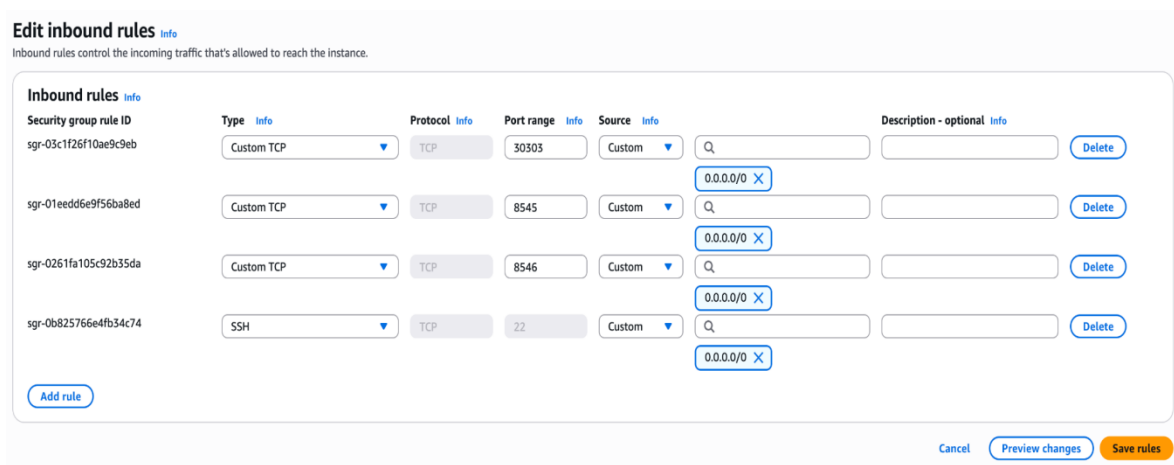 Edit inbound rules Info
Inbound rules control the incoming traffic that's allowed to reach the instance.
Inbound rules Info
Security group rule ID Type Info Protocol Info Port range Info Source Info Description - optional Info
sgr-03c1f26f10ae9c9eb Custom TCP TCP 30303 Custom Delete
0.0.0.0/0
sgr-01eedd6e9f56ba8ed Custom TCP TCP 8545 Custom Delete
0.0.0.0/0
sgr-0261fa105c92b35da Custom TCP TCP 8546 Custom Delete
0.0.0.0/0
sgr-0b825766e4fb34c74 SSH TCP 22 Custom Delete
0.0.0.0/0
Add rule
Cancel Preview changes Save rules